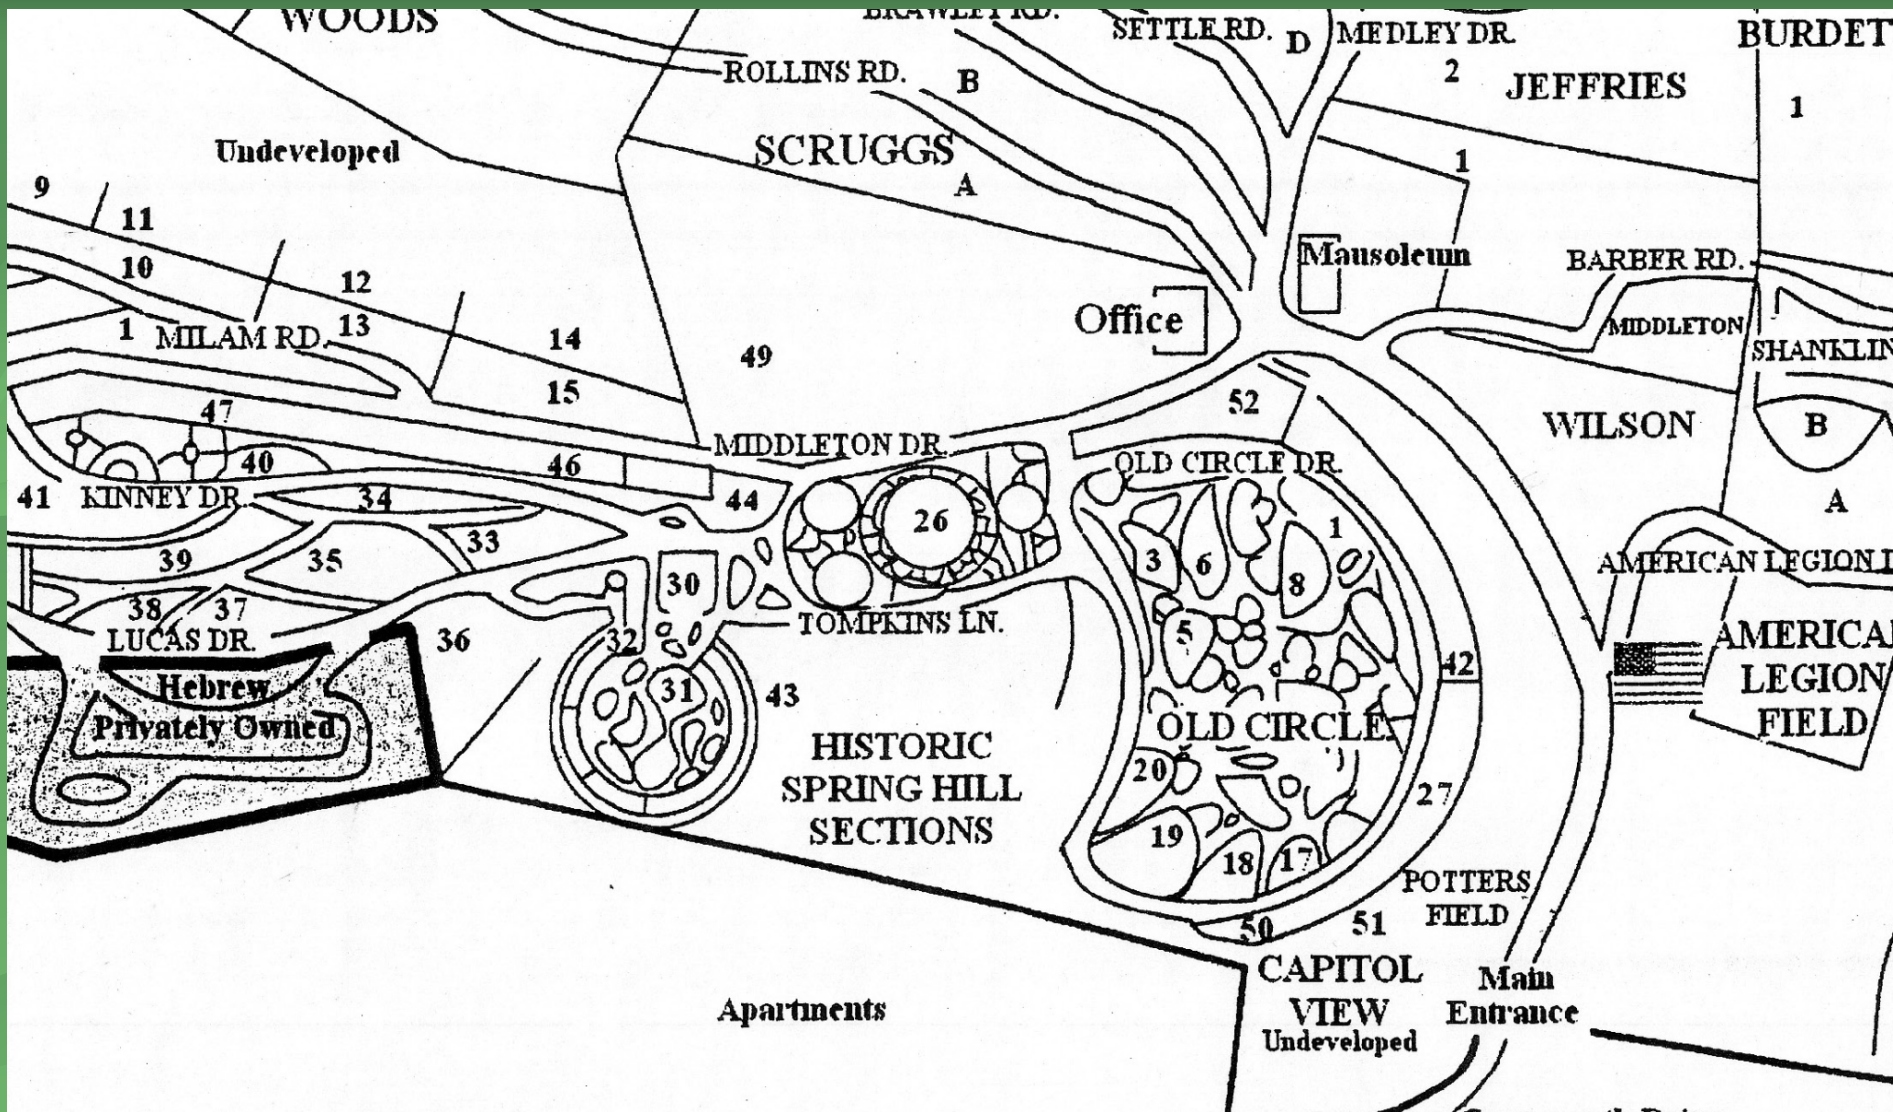 WOODS
BRAWLEY RD.
SETTLE RD.
D
MEDLEY DR.
BURDET
ROLLINS RD.
B
2
JEFFRIES
1
Undeveloped
SCRUGGS
A
1
9
11
10
12
Mausoleum
BARBER RD.
1
MILAM RD.
13
14
49
Office
MIDDLETON
SHANKLIN
15
47
52
WILSON
B
40
46
MIDDLETON DR.
OLD CIRCLE DR.
41
KINNEY DR.
34
44
26
1
A
39
35
33
30
3
6
8
AMERICAN LEGION D
38
37
LUCAS DR.
36
32
TOMPKINS LN.
5
42
AMERICA
LEGION
FIELD
Hebrew
Privately Owned
31
43
OLD CIRCLE
HISTORIC
SPRING HILL
SECTIONS
20
27
19
18
17
POTTERS
FIELD
50
51
CAPITOL
VIEW
Undeveloped
Main
Entrance
Apartments